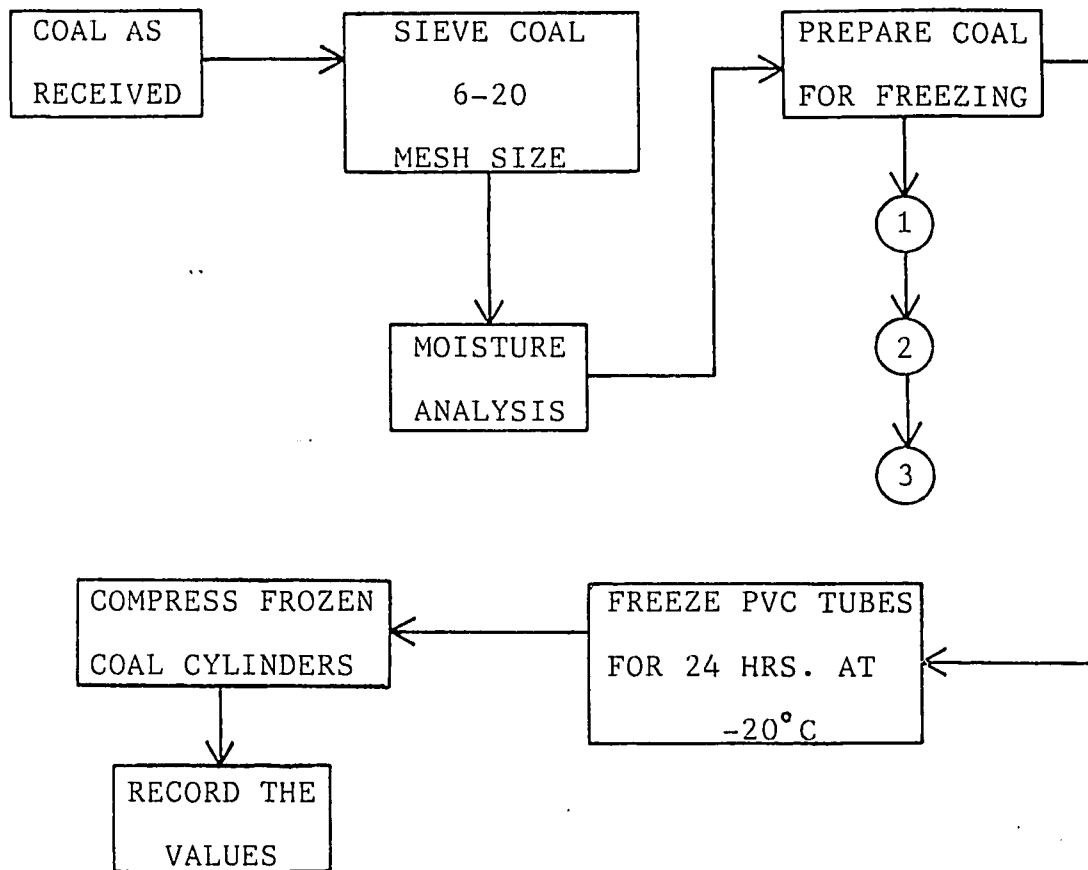 COAL AS
RECEIVED
SIEVE COAL
6-20
MESH SIZE
MOISTURE
ANALYSIS
PREPARE COAL
FOR FREEZING
1
2
3
FREEZE PVC TUBES
FOR 24 HRS. AT
-20°C
COMPRESS FROZEN
COAL CYLINDERS
RECORD THE
VALUES